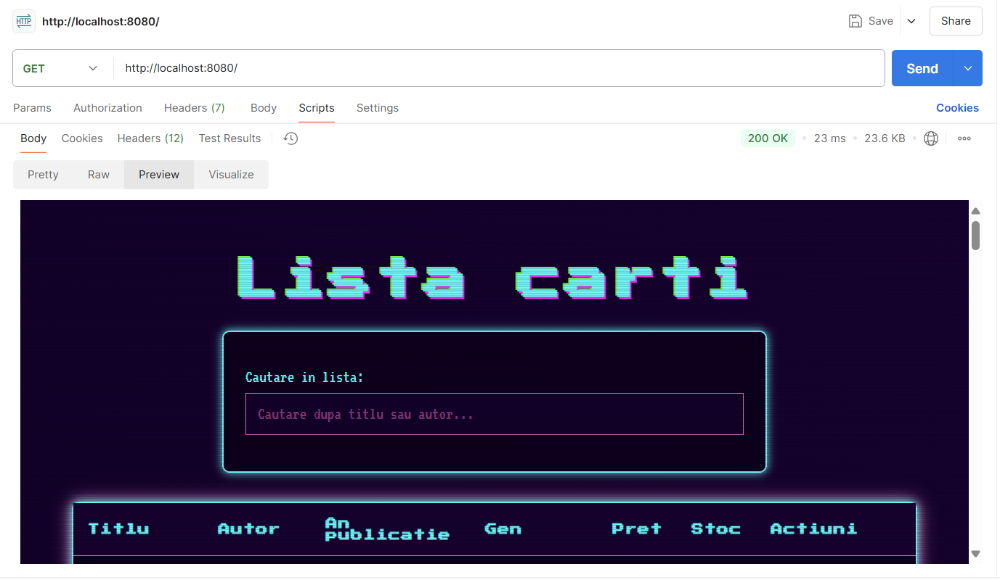 HTTP http://localhost:8080/ Save Share
GET http://localhost:8080/ Send
Params Authorization Headers (7) Body Scripts Settings Cookies
Body Cookies Headers (12) Test Results 200 OK 23 ms 23.6 KB
Pretty Raw Preview Visualize
Lista carti
Cautare in lista:
Cautare dupa titlu sau autor...
Titlu Autor An publicatie Gen Pret Stoc Actiuni